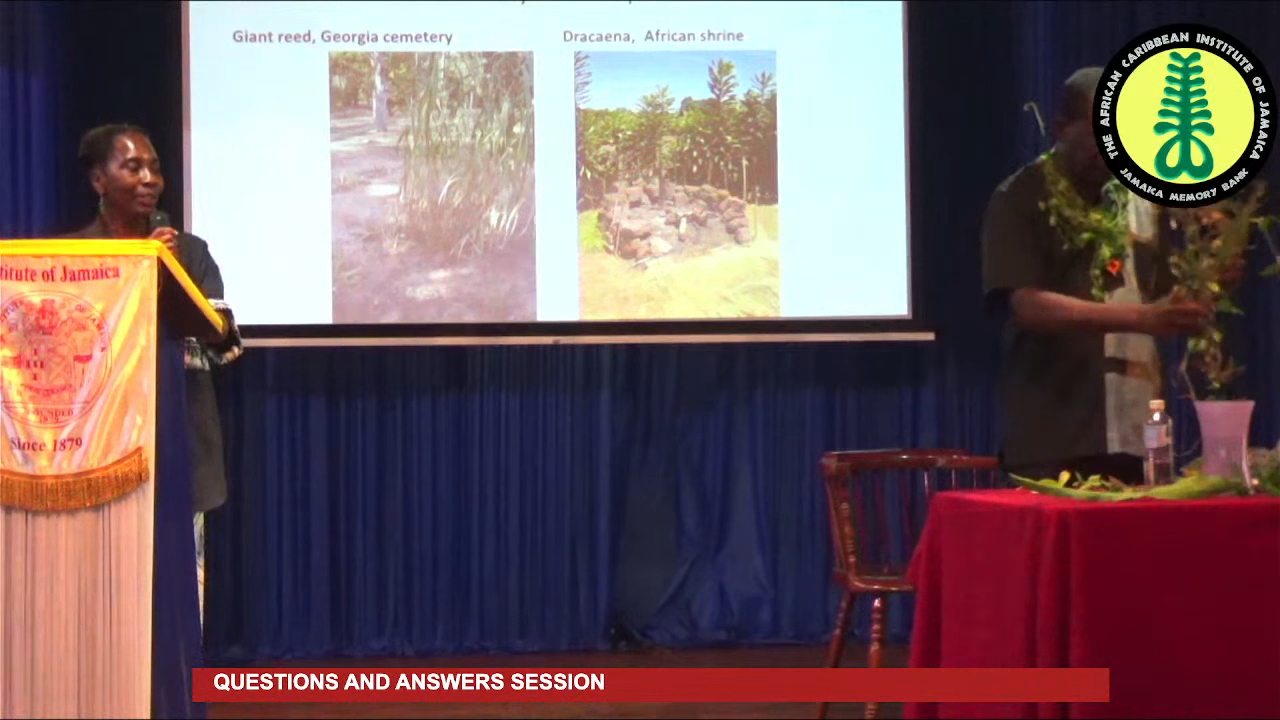 Giant reed, Georgia cemetery
Dracaena, African shrine
THE AFRICAN CARIBBEAN INSTITUTE OF JAMAICA
JAMAICA MEMORY BANK
of Jamaica
Since 1879
QUESTIONS AND ANSWERS SESSION